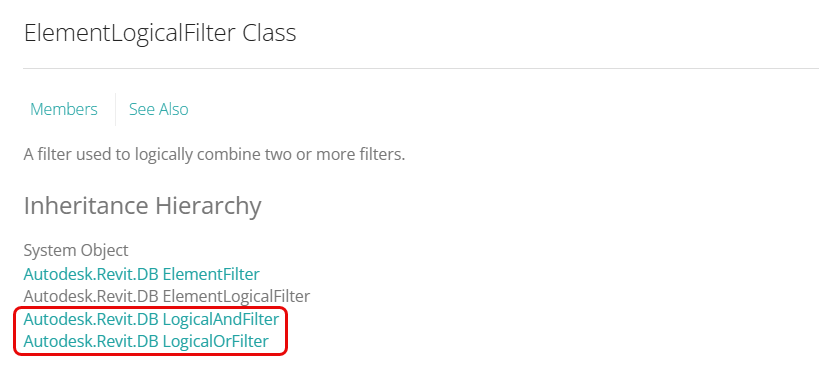 ElementLogicalFilter Class
Members
See Also
A filter used to logically combine two or more filters.
Inheritance Hierarchy
System Object
Autodesk.Revit.DB ElementFilter
Autodesk.Revit.DB ElementLogicalFilter
Autodesk.Revit.DB LogicalAndFilter
Autodesk.Revit.DB LogicalOrFilter